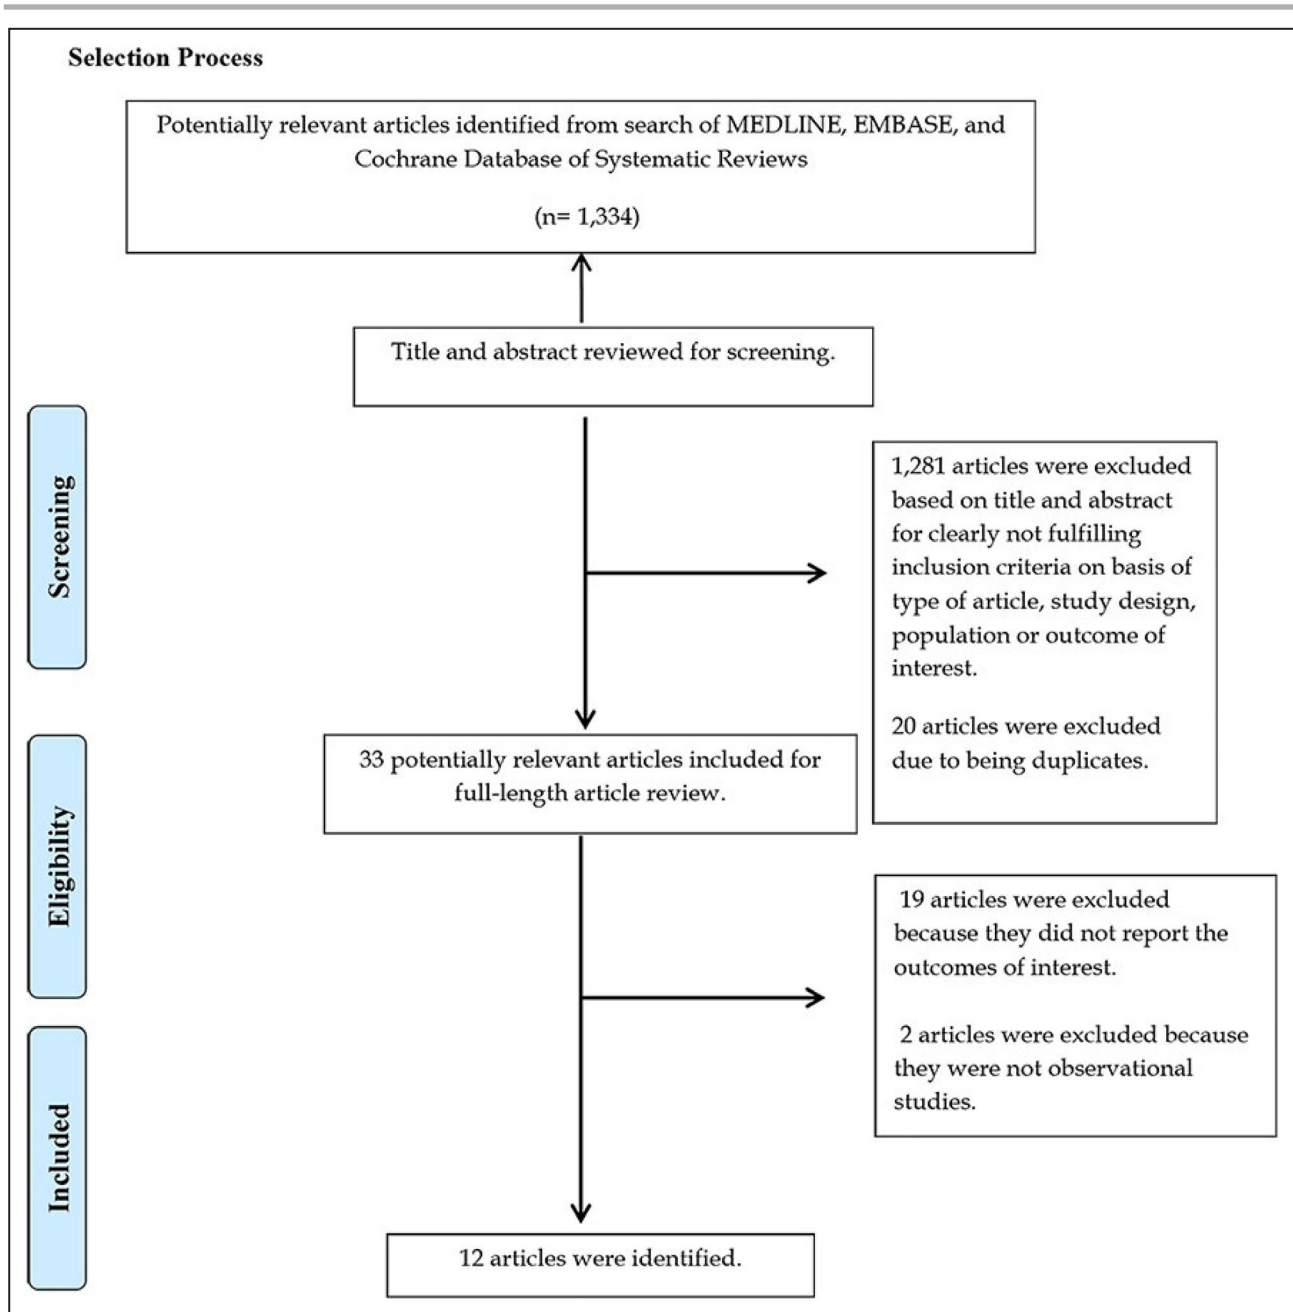 Selection Process
Potentially relevant articles identified from search of MEDLINE, EMBASE, and
Cochrane Database of Systematic Reviews
(n= 1,334)
Title and abstract reviewed for screening.
Screening
1,281 articles were excluded
based on title and abstract
for clearly not fulfilling
inclusion criteria on basis of
type of article, study design,
population or outcome of
interest.
20 articles were excluded
due to being duplicates.
33 potentially relevant articles included for
full-length article review.
Eligibility
19 articles were excluded
because they did not report the
outcomes of interest.
2 articles were excluded because
they were not observational
studies.
Included
12 articles were identified.